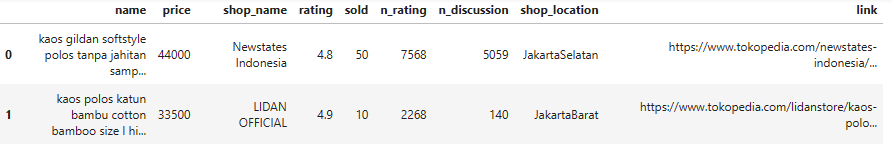 name price shop_name rating sold n_rating n_discussion shop_location link
0 kaos gildan softstyle polos tanpa jahitan samp... 44000 Newstates Indonesia 4.8 50 7568 5059 JakartaSelatan https://www.tokopedia.com/newstates-indonesia/...
1 kaos polos katun bambu cotton bamboo size l hi... 33500 LIDAN OFFICIAL 4.9 10 2268 140 JakartaBarat https://www.tokopedia.com/lidanstore/kaos-polo...